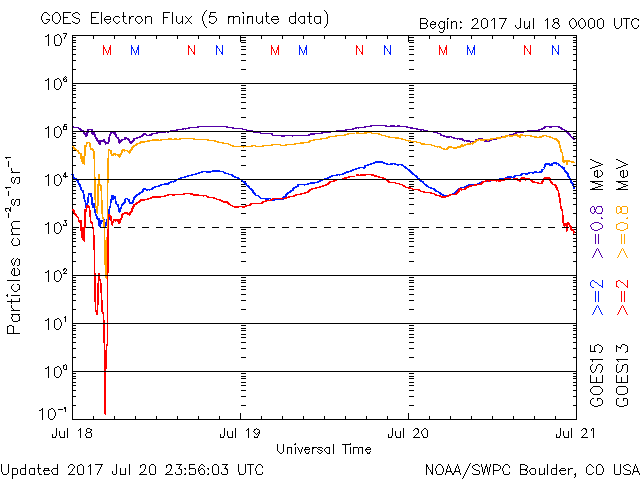 GOES Electron Flux (5 minute data)
Begin: 2017 Jul 18 0000 UTC
M M N N M M N N M M N N
10⁷
10⁶
10⁵
10⁴
10³
10²
10¹
10⁰
10⁻¹
Particles cm⁻²s⁻¹sr⁻¹
Jul 18 Jul 19 Jul 20 Jul 21
Universal Time
GOES15 >=2 >=0.8 MeV
GOES13 >=2 >=0.8 MeV
Updated 2017 Jul 20 23:56:03 UTC
NOAA/SWPC Boulder, CO USA